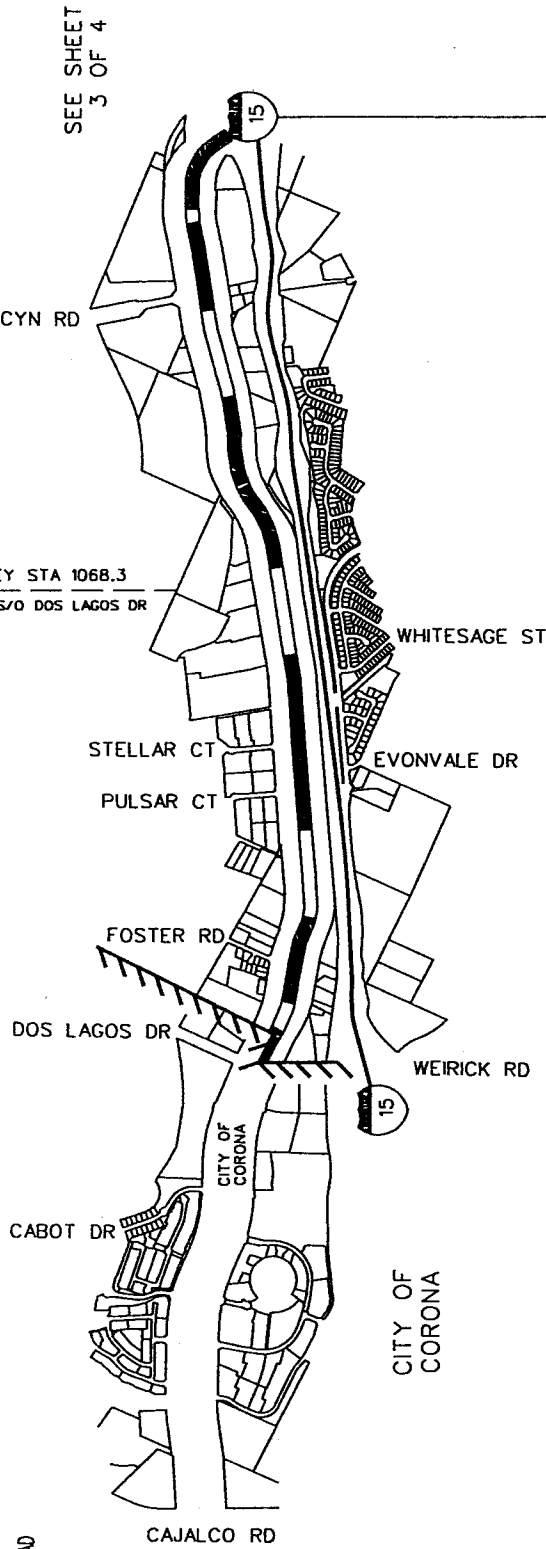 SEE SHEET
3 OF 4
15
CYN RD
EY STA 1068.3
S/O DOS LAGOS DR
WHITESAGE ST
STELLAR CT
EVONVALE DR
PULSAR CT
FOSTER RD
DOS LAGOS DR
WEIRICK RD
15
CITY OF
CORONA
CABOT DR
CITY OF
CORONA
CAJALCO RD